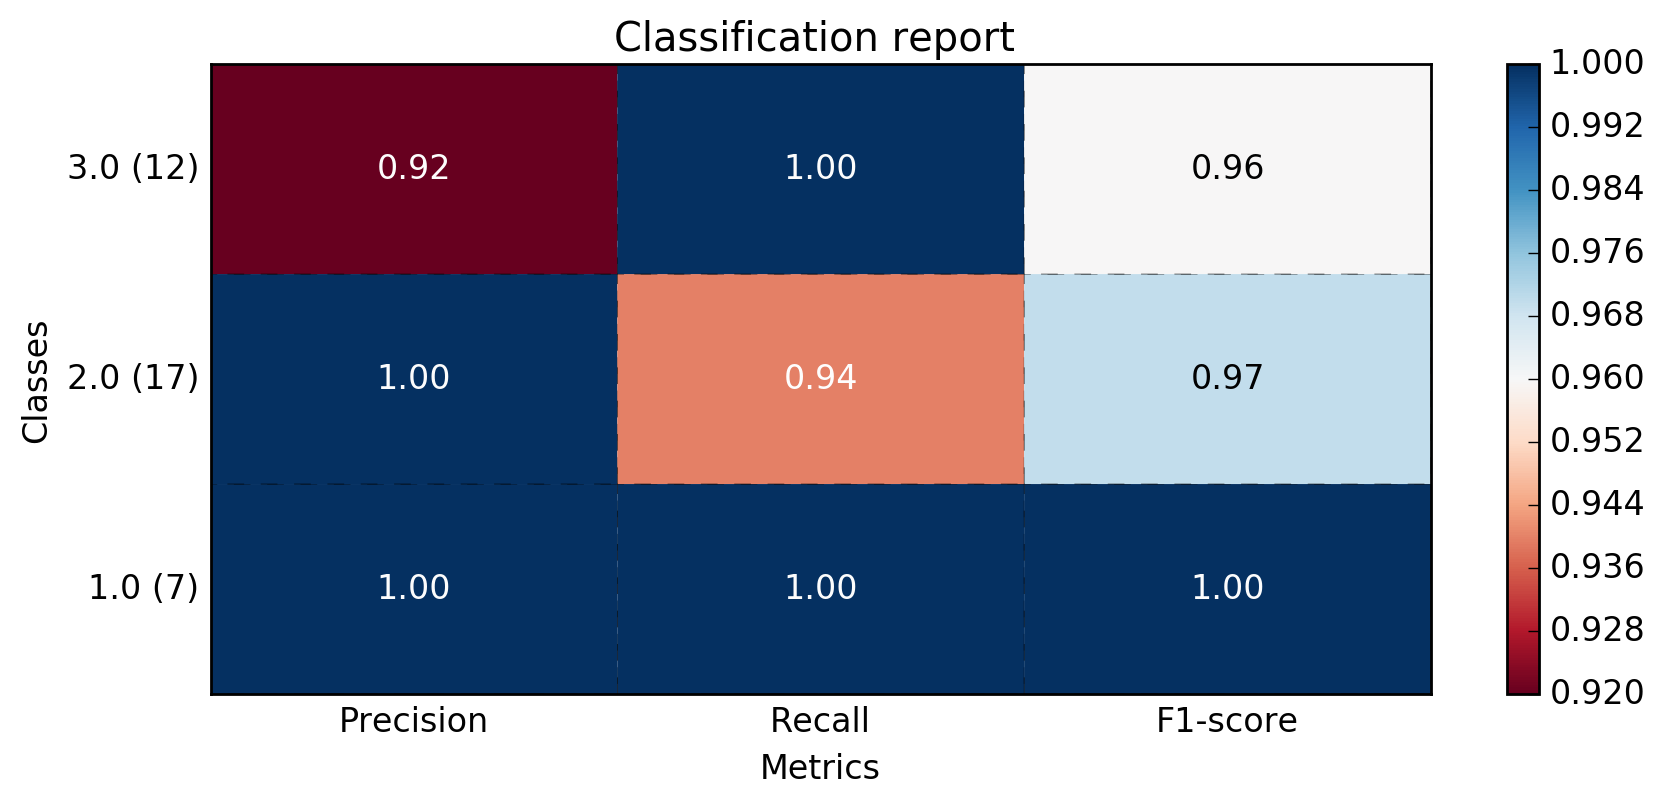 Classification report
3.0 (12) 0.92 1.00 0.96
2.0 (17) 1.00 0.94 0.97
1.0 (7) 1.00 1.00 1.00
Precision Recall F1-score
Metrics
Classes
1.000
0.992
0.984
0.976
0.968
0.960
0.952
0.944
0.936
0.928
0.920